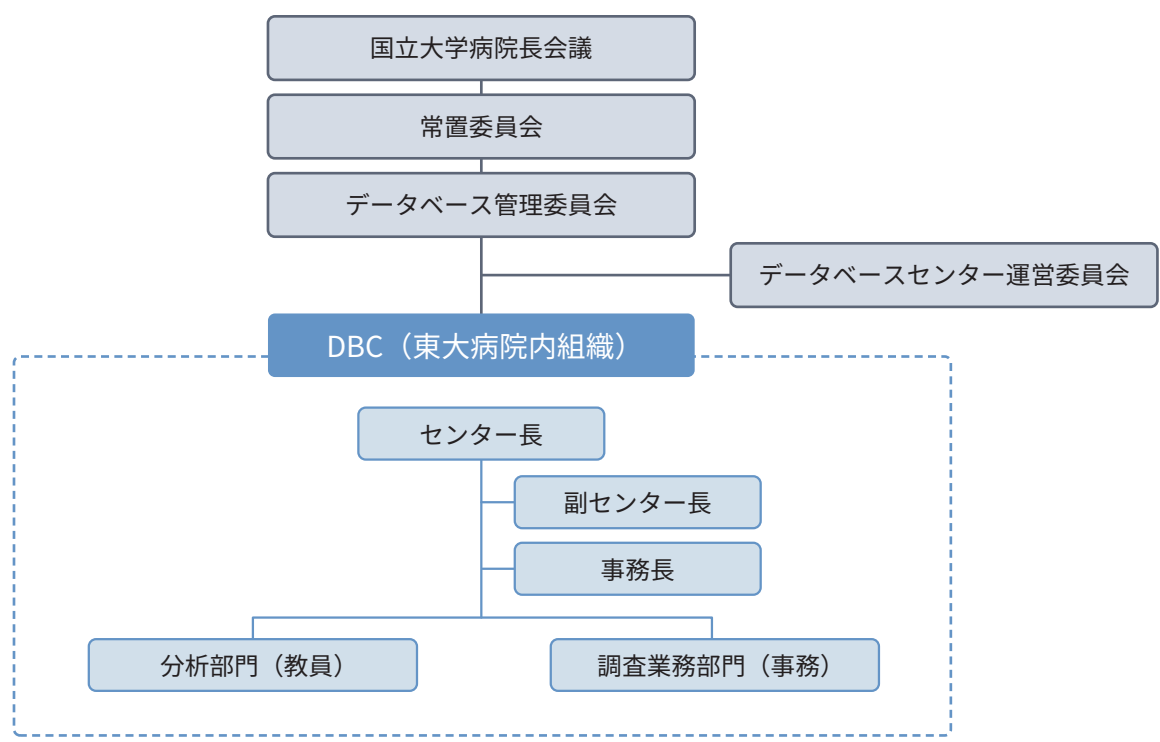 国立大学病院長会議
常置委員会
データベース管理委員会
データベースセンター運営委員会
DBC（東大病院内組織）
センター長
副センター長
事務長
分析部門（教員）
調査業務部門（事務）